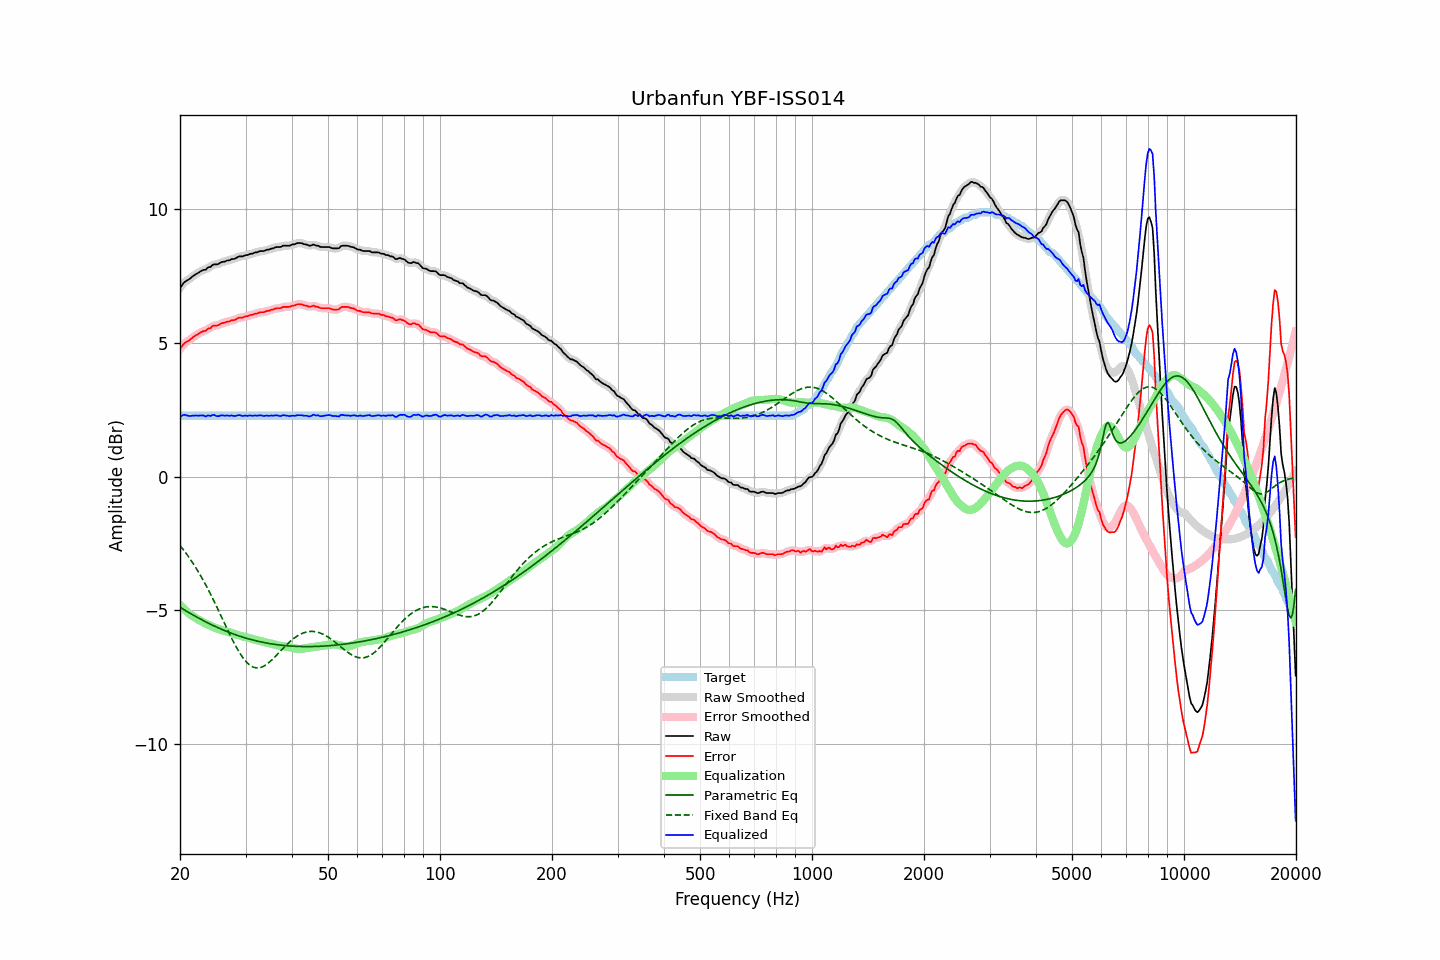 Urbanfun YBF-ISS014
Amplitude (dBr)
10
5
0
−5
−10
20
50
100
200
500
1000
2000
5000
10000
20000
Frequency (Hz)
Target
Raw Smoothed
Error Smoothed
Raw
Error
Equalization
Parametric Eq
Fixed Band Eq
Equalized